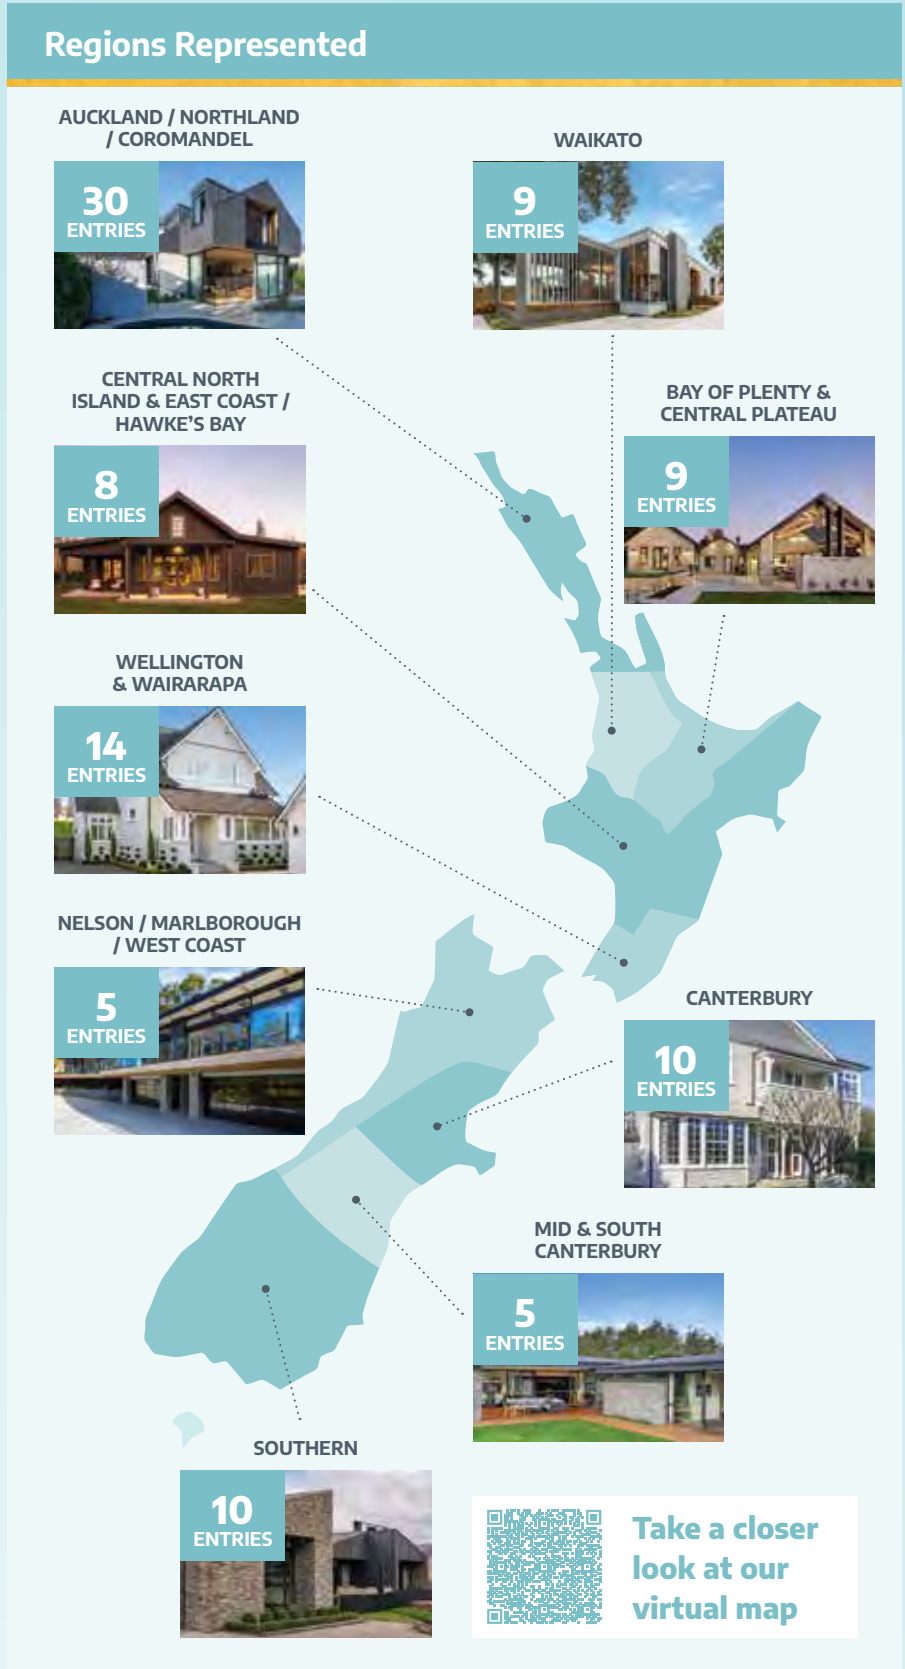 Regions Represented
AUCKLAND / NORTHLAND
/ COROMANDEL
30
ENTRIES
WAIKATO
9
ENTRIES
CENTRAL NORTH
ISLAND & EAST COAST /
HAWKE'S BAY
8
ENTRIES
BAY OF PLENTY &
CENTRAL PLATEAU
9
ENTRIES
WELLINGTON
& WAIRARAPA
14
ENTRIES
NELSON / MARLBOROUGH
/ WEST COAST
5
ENTRIES
CANTERBURY
10
ENTRIES
MID & SOUTH
CANTERBURY
5
ENTRIES
SOUTHERN
10
ENTRIES
Take a closer
look at our
virtual map